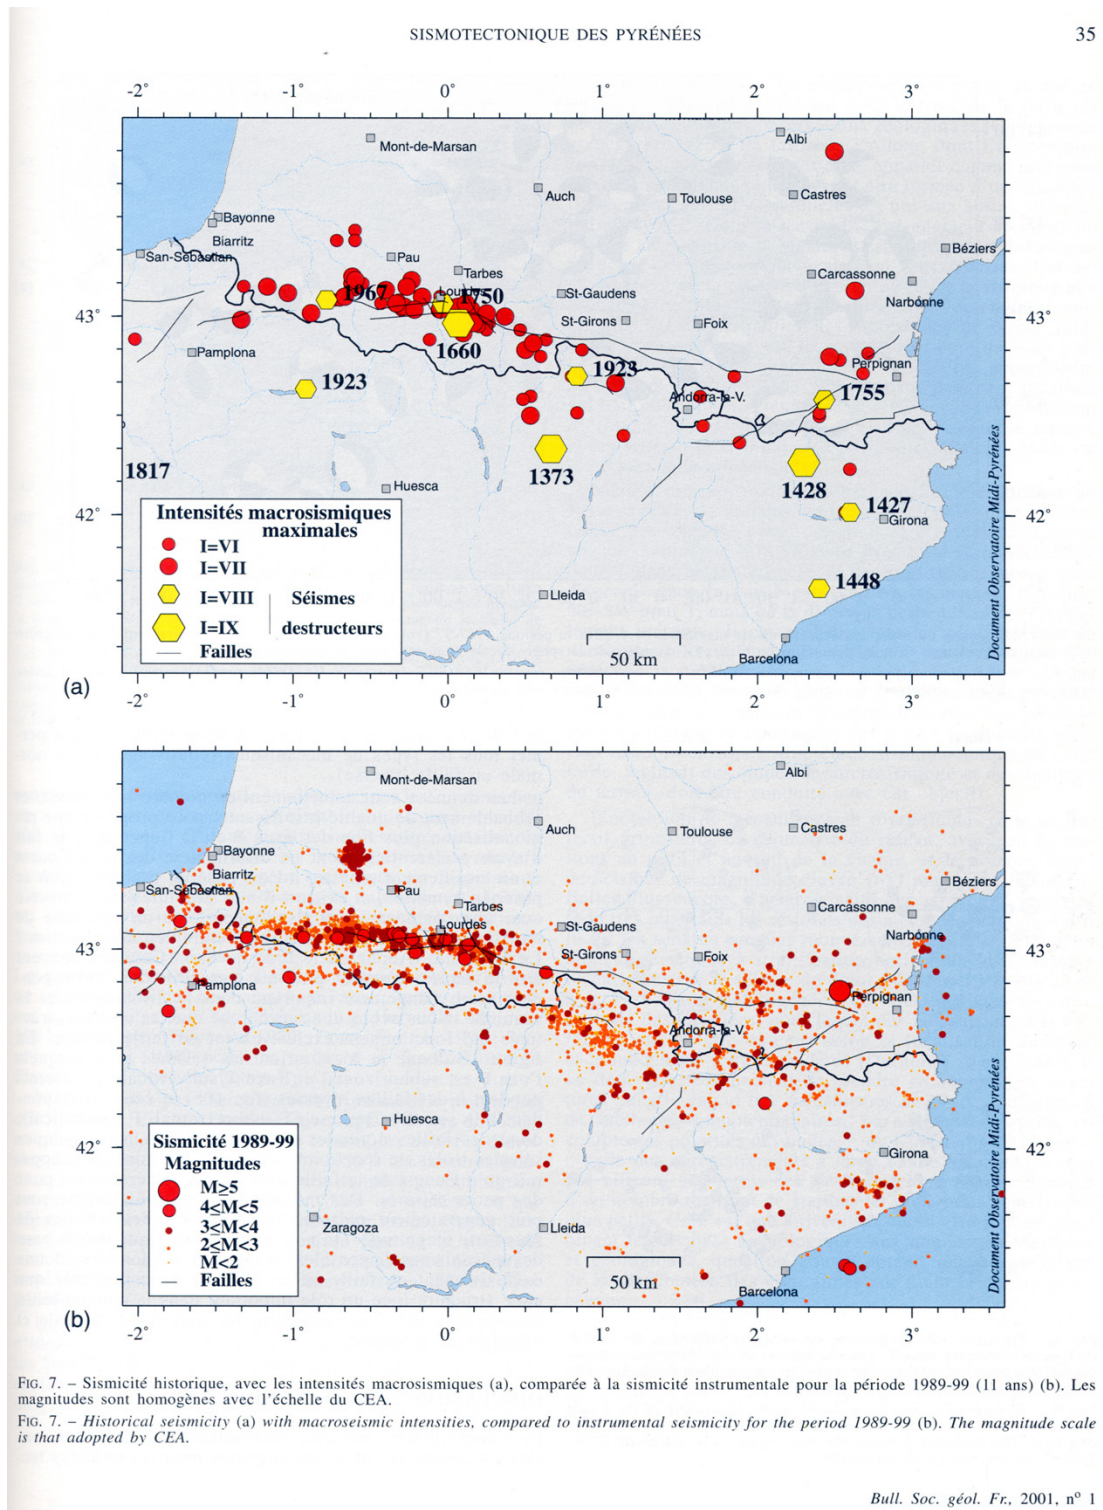 SISMOTECTONIQUE DES PYRÉNÉES
35
-2° -1° 0° 1° 2° 3°
Mont-de-Marsan
Albi
Auch
Toulouse
Castres
Bayonne
Biarritz
San-Sebastian
Pau
Tarbes
Lourdes
Béziers
Carcassonne
Narbonne
St-Gaudens
St-Girons
Foix
43°
43°
1967
1750
1660
Pamplona
1923
1923
Perpignan
Andorra-la-V.
1755
1817
1373
1428
1427
Huesca
Girona
42°
42°
1448
Lleida
Barcelona
Intensités macrosismiques
maximales
I=VI
I=VII
I=VIII
I=IX
Séismes
destructeurs
Failles
50 km
Document Observatoire Midi-Pyrénées
(a)
-2° -1° 0° 1° 2° 3°
Mont-de-Marsan
Albi
Auch
Toulouse
Castres
Bayonne
Biarritz
San-Sebastian
Pau
Tarbes
Lourdes
Béziers
Carcassonne
Narbonne
St-Gaudens
St-Girons
Foix
43°
43°
Pamplona
Perpignan
Andorra-la-V.
Huesca
42°
42°
Girona
Zaragoza
Lleida
Barcelona
Sismicité 1989-99
Magnitudes
M≥5
4≤M<5
3≤M<4
2≤M<3
M<2
Failles
50 km
Document Observatoire Midi-Pyrénées
(b)
-2° -1° 0° 1° 2° 3°
FIG. 7. – Sismicité historique, avec les intensités macrosismiques (a), comparée à la sismicité instrumentale pour la période 1989-99 (11 ans) (b). Les
magnitudes sont homogènes avec l'échelle du CEA.
FIG. 7. – Historical seismicity (a) with macroseismic intensities, compared to instrumental seismicity for the period 1989-99 (b). The magnitude scale
is that adopted by CEA.
Bull. Soc. géol. Fr., 2001, nº 1